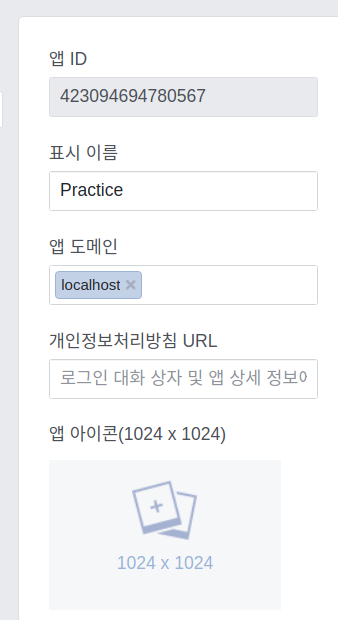 앱 ID
423094694780567
표시 이름
Practice
앱 도메인
localhost ×
개인정보처리방침 URL
로그인 대화 상자 및 앱 상세 정보에
앱 아이콘(1024 x 1024)
1024 x 1024